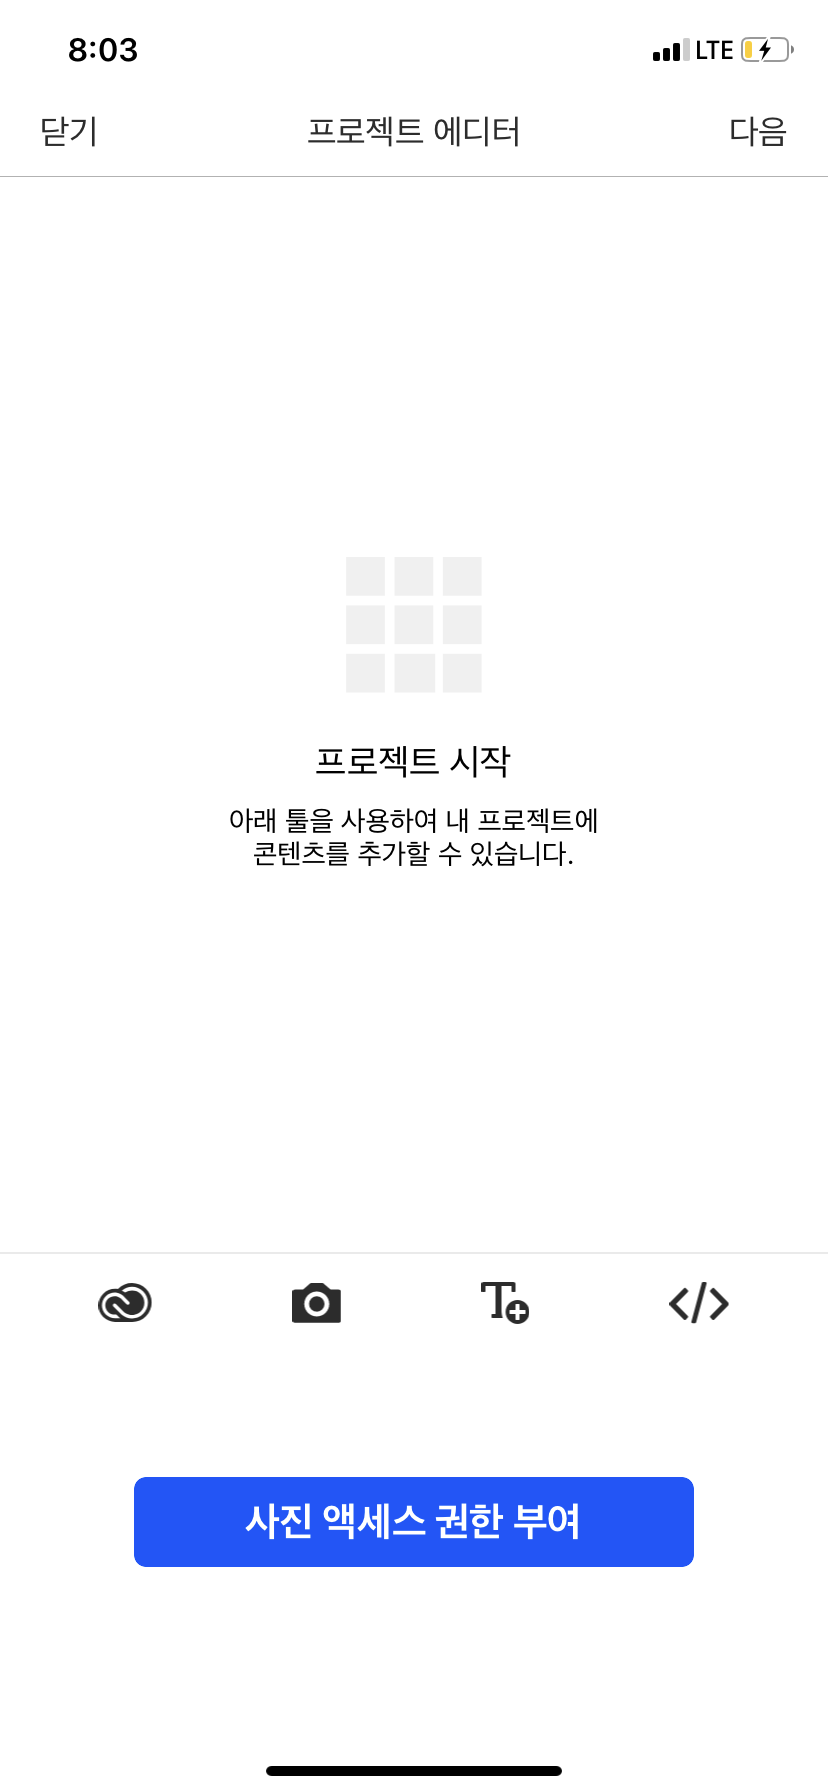 8:03
LTE
닫기
프로젝트 에디터
다음
프로젝트 시작
아래 툴을 사용하여 내 프로젝트에
콘텐츠를 추가할 수 있습니다.
사진 액세스 권한 부여